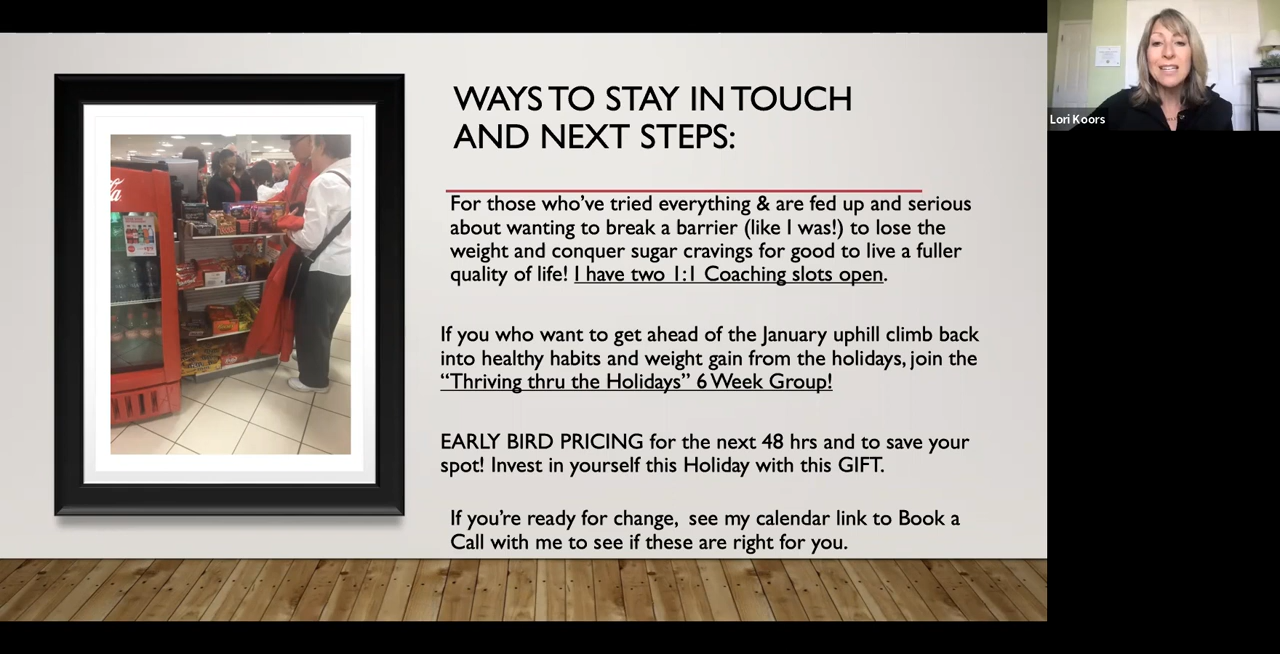 WAYS TO STAY IN TOUCH
AND NEXT STEPS:
For those who’ve tried everything & are fed up and serious
about wanting to break a barrier (like I was!) to lose the
weight and conquer sugar cravings for good to live a fuller
quality of life! I have two 1:1 Coaching slots open.
If you who want to get ahead of the January uphill climb back
into healthy habits and weight gain from the holidays, join the
“Thriving thru the Holidays” 6 Week Group!
EARLY BIRD PRICING for the next 48 hrs and to save your
spot! Invest in yourself this Holiday with this GIFT.
If you’re ready for change, see my calendar link to Book a
Call with me to see if these are right for you.
Lori Koors